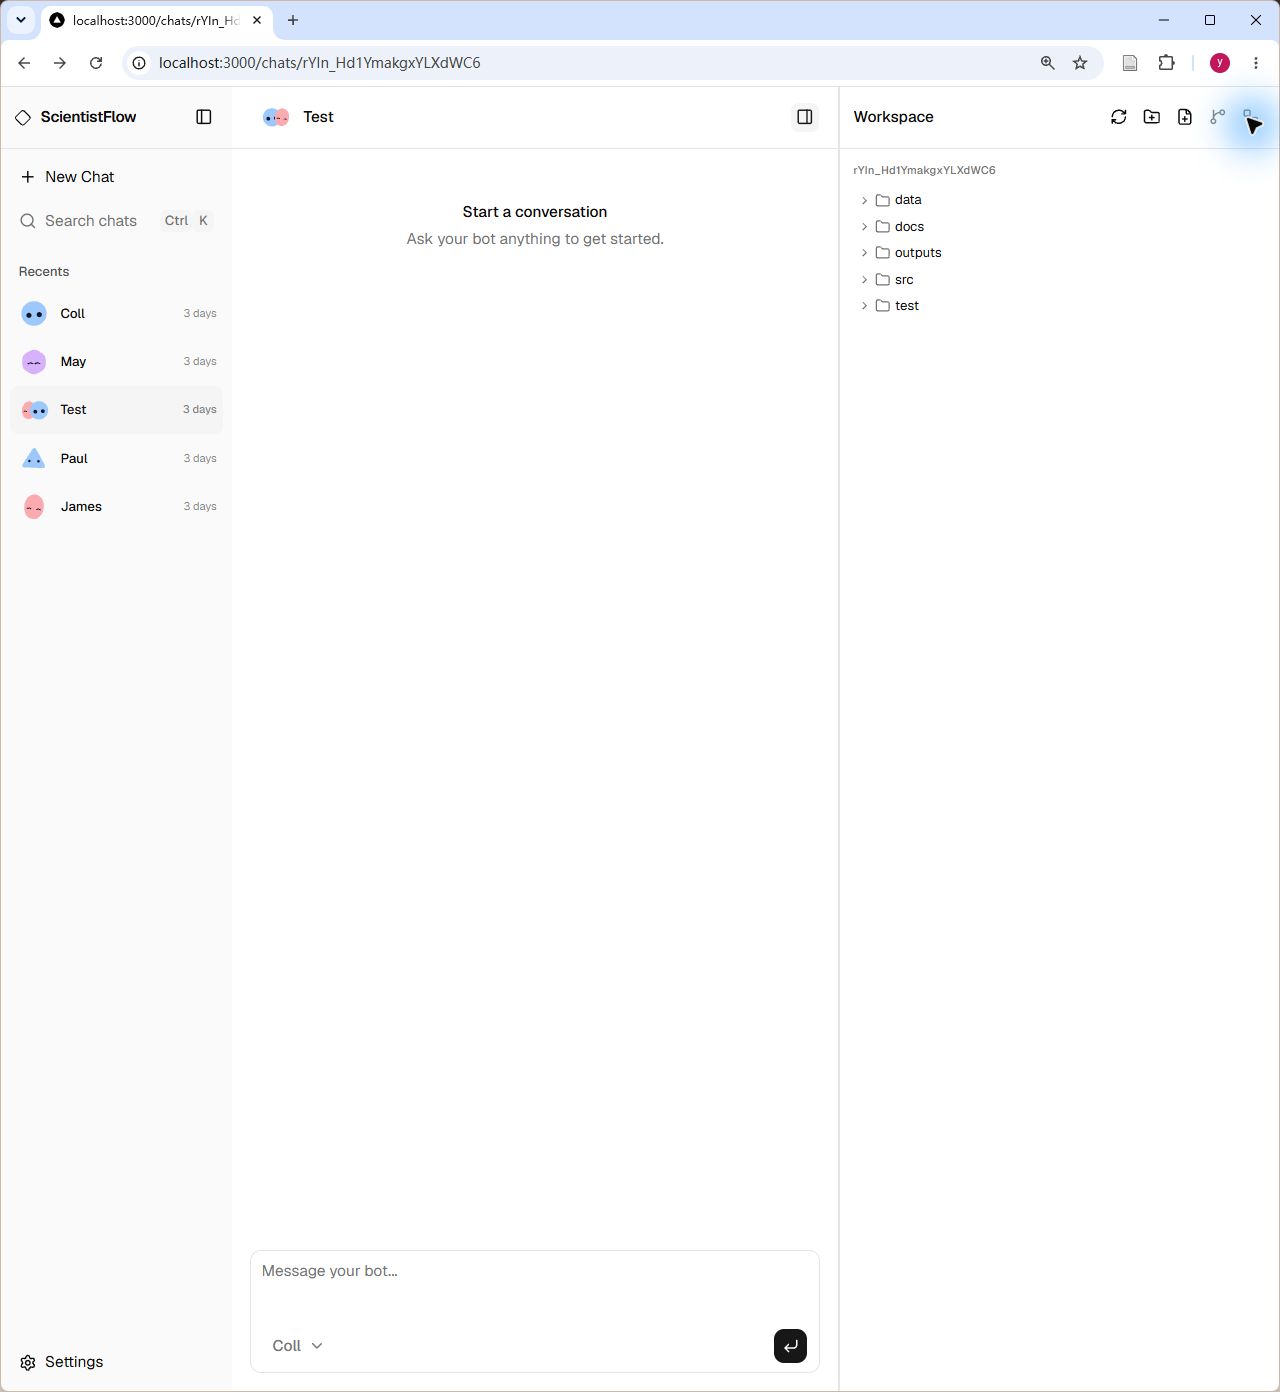 localhost:3000/chats/rYIn_Hd
localhost:3000/chats/rYIn_Hd1YmakgxYLXdWC6
y
ScientistFlow
New Chat
Search chats Ctrl K
Recents
Coll 3 days
May 3 days
Test 3 days
Paul 3 days
James 3 days
Settings
Test
Start a conversation
Ask your bot anything to get started.
Message your bot...
Coll
Workspace
rYIn_Hd1YmakgxYLXdWC6
data
docs
outputs
src
test